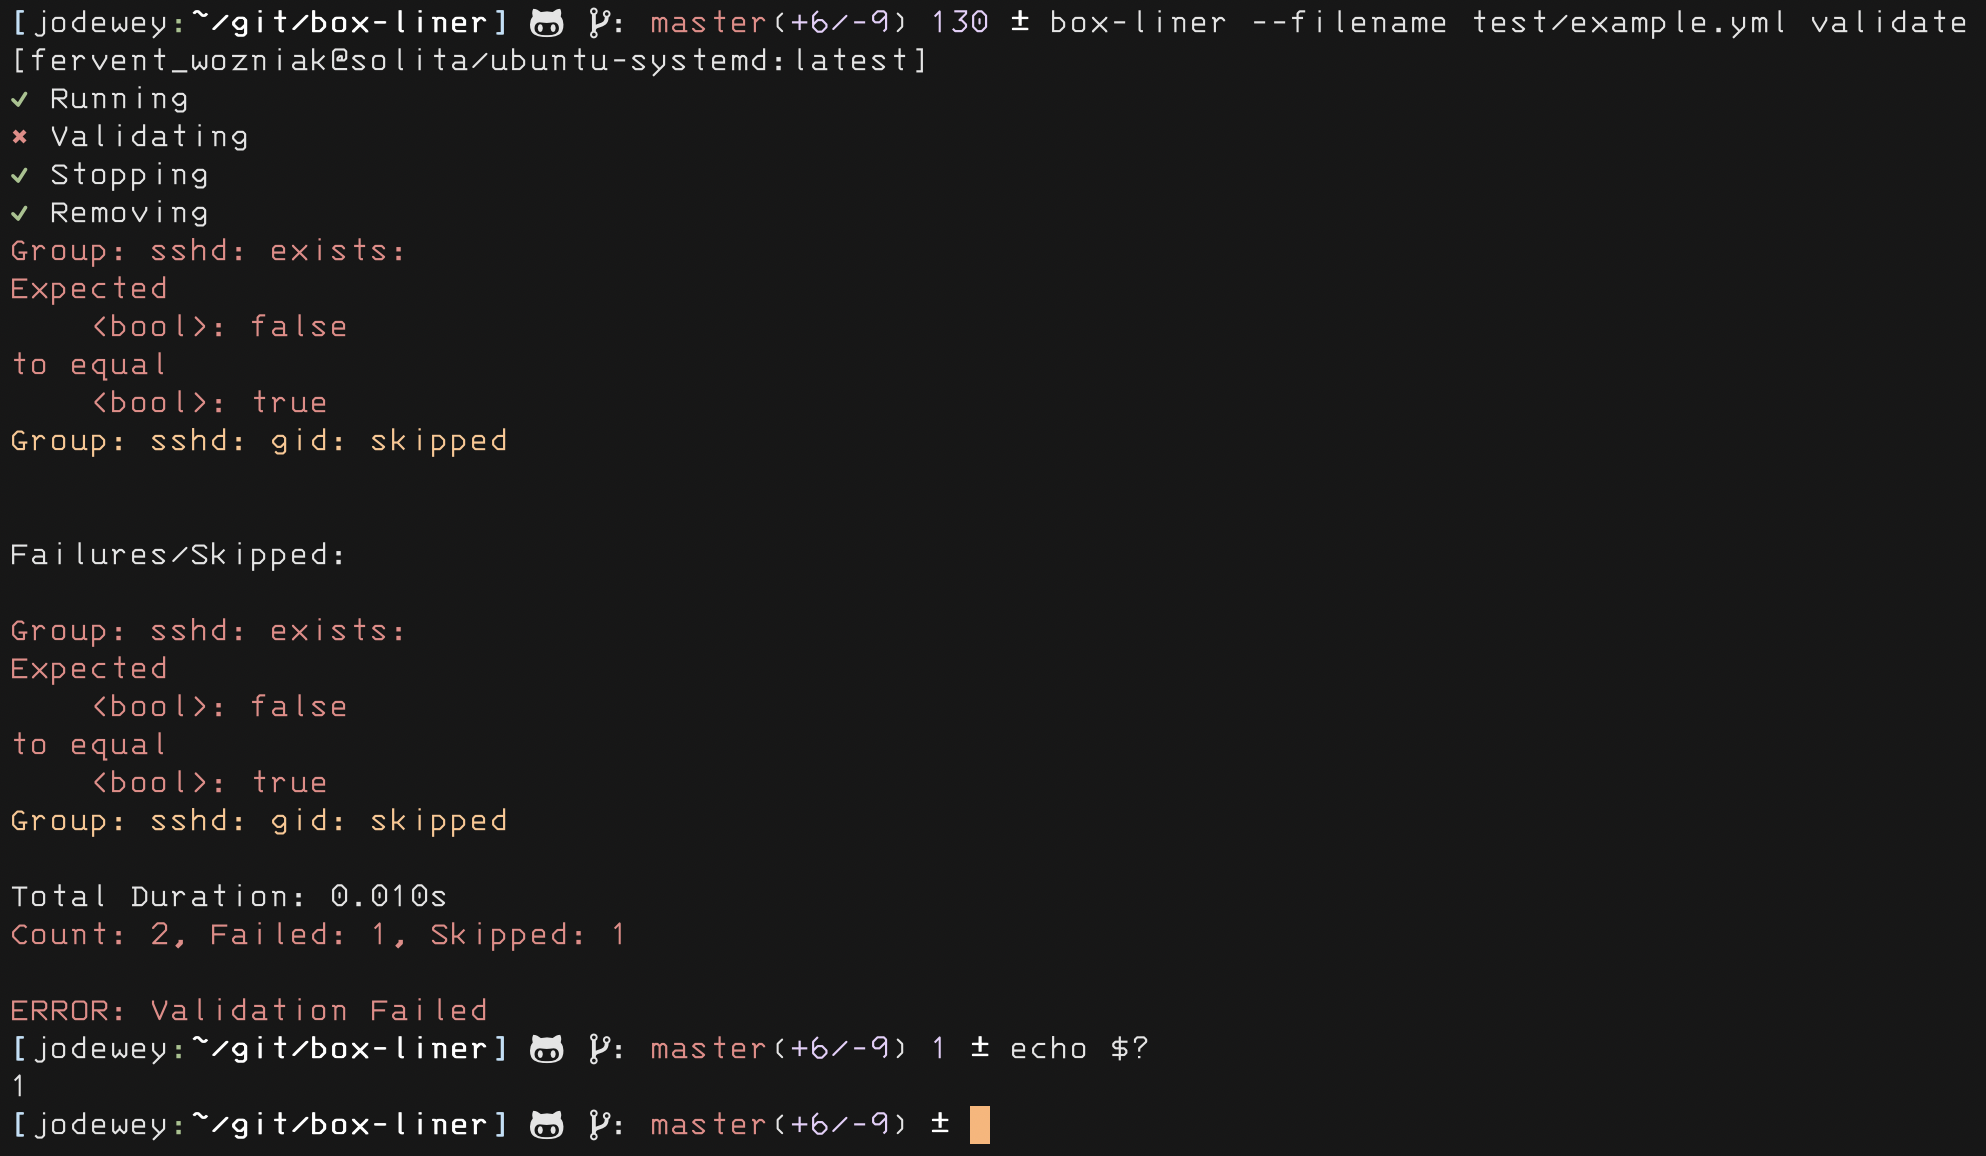 [jodewey:~/git/box-liner] : master(+6/-9) 130 ± box-liner --filename test/example.yml validate
[fervent_wozniak@solita/ubuntu-systemd:latest]
✓ Running
✖ Validating
✓ Stopping
✓ Removing
Group: sshd: exists:
Expected
    <bool>: false
to equal
    <bool>: true
Group: sshd: gid: skipped
Failures/Skipped:
Group: sshd: exists:
Expected
    <bool>: false
to equal
    <bool>: true
Group: sshd: gid: skipped
Total Duration: 0.010s
Count: 2, Failed: 1, Skipped: 1
ERROR: Validation Failed
[jodewey:~/git/box-liner] : master(+6/-9) 1 ± echo $?
1
[jodewey:~/git/box-liner] : master(+6/-9) ±